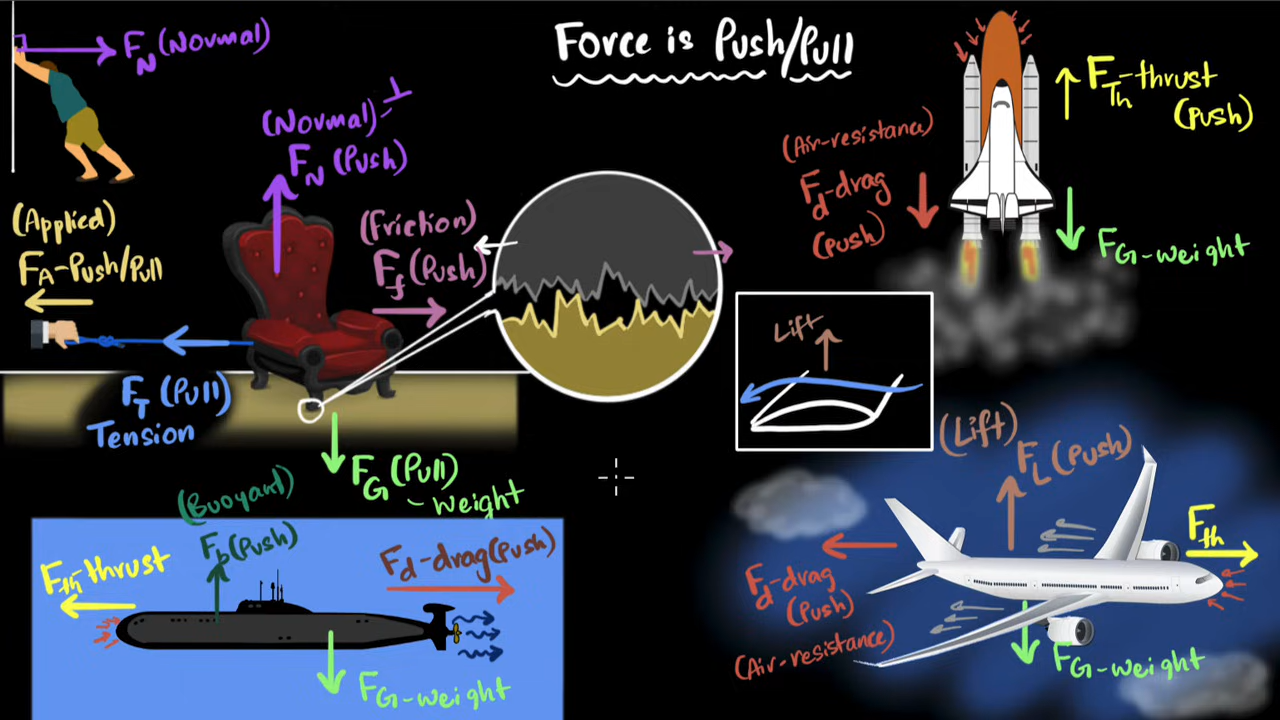 Force is Push/Pull
F_N (Normal)
(Normal) - ⊥
F_N (Push)
(Applied)
F_A - Push/Pull
(Friction)
F_f (Push)
F_T (Pull)
Tension
F_G (Pull)
- Weight
(Air-resistance)
F_d - drag
(push)
F_Th - thrust
(Push)
F_G - weight
Lift
(Lift)
F_L (Push)
F_th
F_d - drag
(Push)
(Air-resistance)
F_G - weight
(Buoyant)
F_b (Push)
F_th - thrust
F_d - drag (Push)
F_G - weight